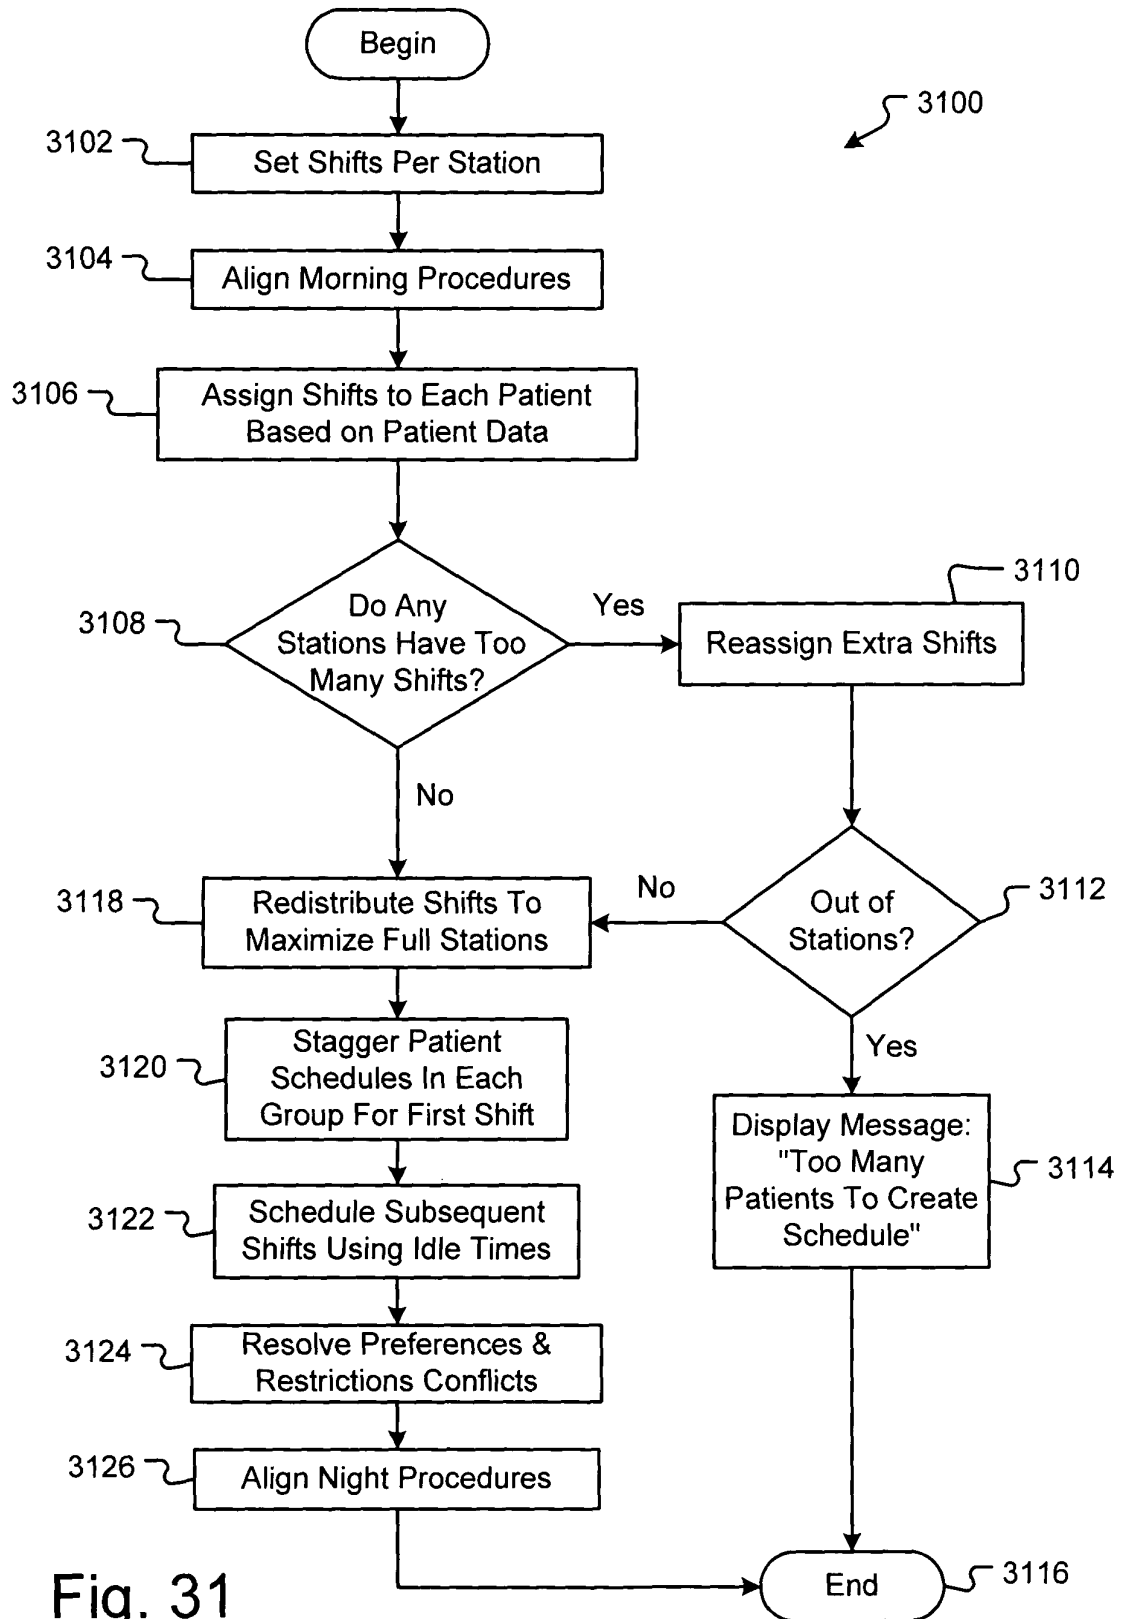 Begin
3100
3102
Set Shifts Per Station
3104
Align Morning Procedures
3106
Assign Shifts to Each Patient
Based on Patient Data
3108
Do Any
Stations Have Too
Many Shifts?
Yes
3110
Reassign Extra Shifts
No
3118
Redistribute Shifts To
Maximize Full Stations
No
Out of
Stations?
3112
Yes
3120
Stagger Patient
Schedules In Each
Group For First Shift
Display Message:
"Too Many
Patients To Create
Schedule"
3114
3122
Schedule Subsequent
Shifts Using Idle Times
3124
Resolve Preferences &
Restrictions Conflicts
3126
Align Night Procedures
End
3116
Fig. 31